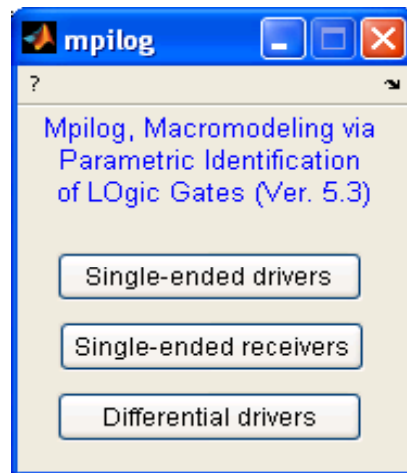 mpilog
?
Mpilog, Macromodeling via
Parametric Identification
of LOgic Gates (Ver. 5.3)
Single-ended drivers
Single-ended receivers
Differential drivers